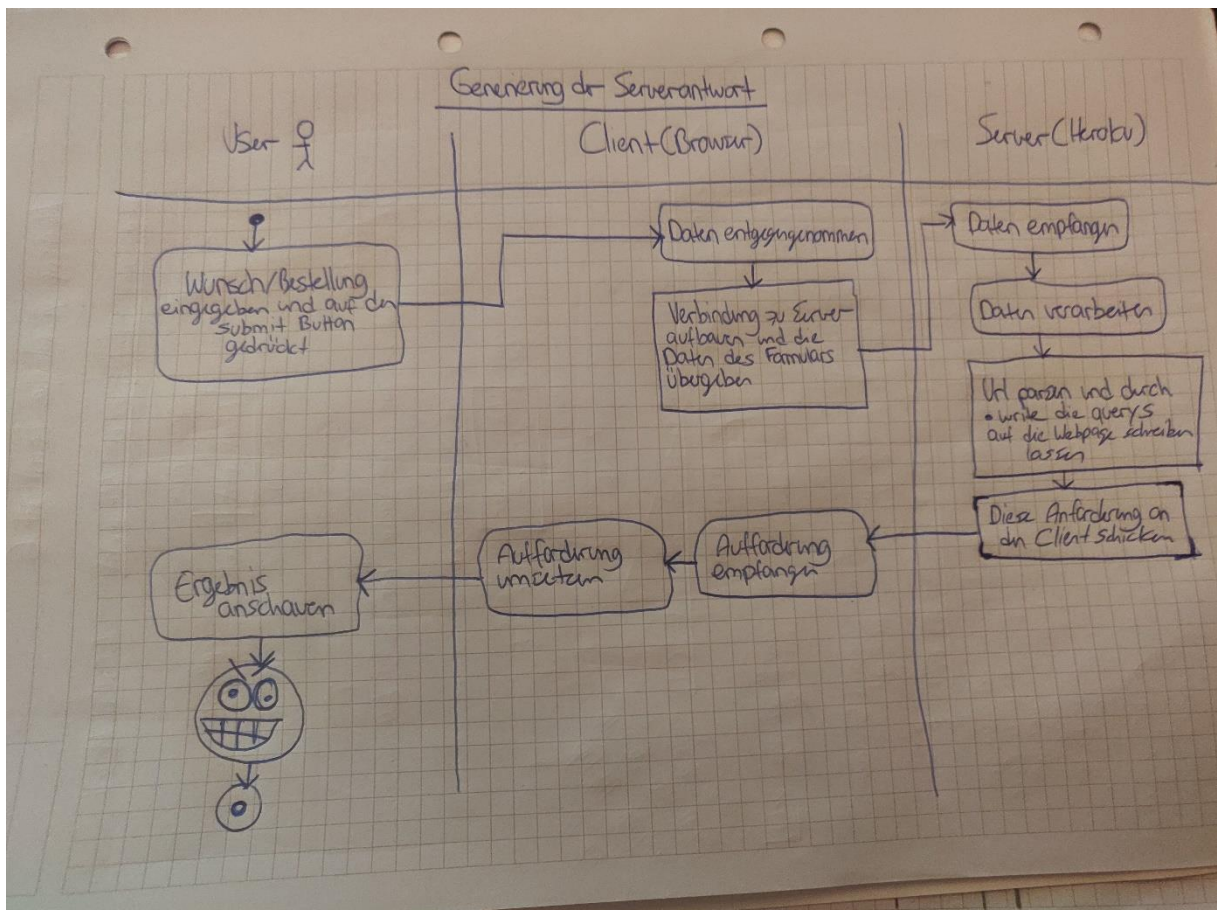 Generierung der Serverantwort
User
Client (Browser)
Server (Heroku)
Wunsch/Bestellung
eingegeben und auf den
submit Button
gedrückt
Daten entgegengenommen
Verbindung zu Server
aufbauen und die
Daten des Formulars
übergeben
Daten empfangen
Daten verarbeiten
Url parsen und durch
.write die querys
auf die Webpage schreiben
lassen
Diese Anforderung an
den Client schicken
Aufforderung
empfangen
Aufforderung
umsetzen
Ergebnis
anschauen